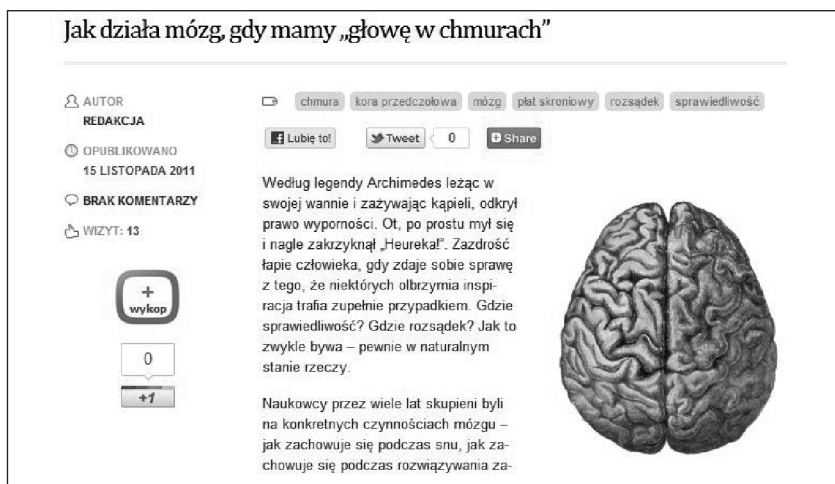 Jak działa mózg, gdy mamy „głowę w chmurach”
AUTOR
REDAKCJA
OPUBLIKOWANO
15 LISTOPADA 2011
BRAK KOMENTARZY
WIZYT: 13
+
wykop
0
+1
chmura kora przedczołowa mózg płat skroniowy rozsądek sprawiedliwość
Lubię to! Tweet 0 Share
Według legendy Archimedes leżąc w
swojej wannie i zażywając kąpieli, odkrył
prawo wyporności. Ot, po prostu mył się
i nagle zakrzyknął „Heureka!”. Zazdrość
łapie człowieka, gdy zdaje sobie sprawę
z tego, że niektórych olbrzymia inspi-
racja trafia zupełnie przypadkiem. Gdzie
sprawiedliwość? Gdzie rozsądek? Jak to
zwykle bywa – pewnie w naturalnym
stanie rzeczy.
Naukowcy przez wiele lat skupieni byli
na konkretnych czynnościach mózgu –
jak zachowuje się podczas snu, jak za-
chowuje się podczas rozwiązywania za-